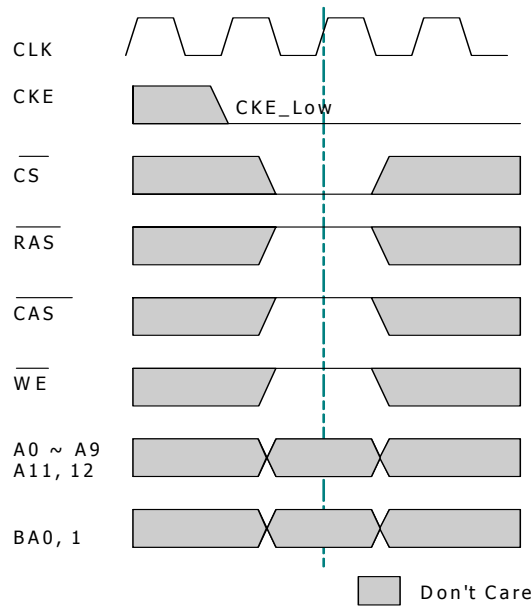 CLK
CKE
CKE_Low
CS
RAS
CAS
WE
A0 ~ A9
A11, 12
BA0, 1
Don't Care